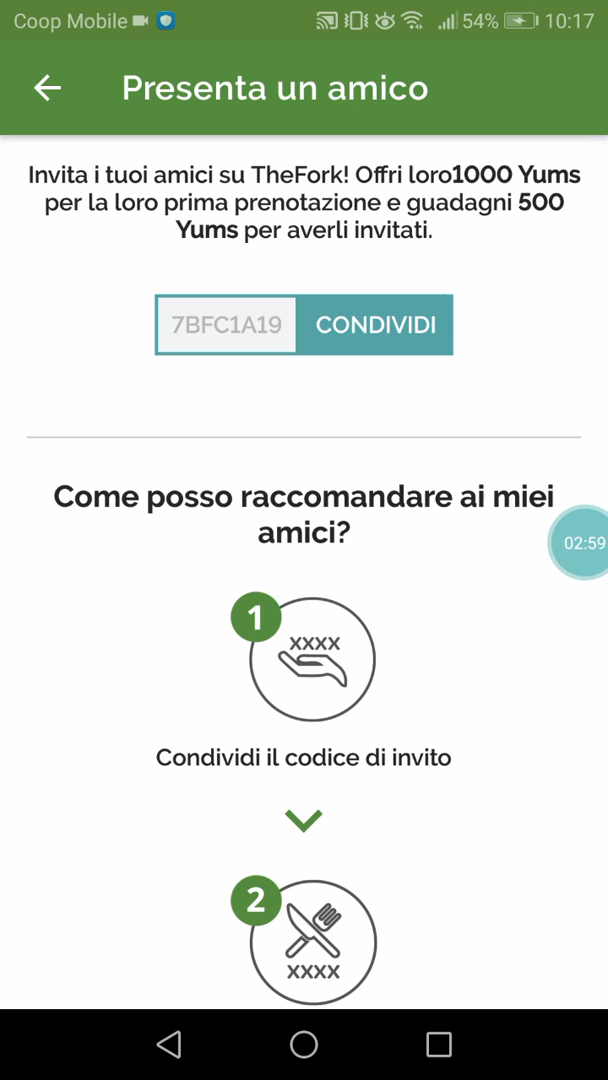 Coop Mobile 54% 10:17
Presenta un amico
Invita i tuoi amici su TheFork! Offri loro1000 Yums
per la loro prima prenotazione e guadagni 500
Yums per averli invitati.
7BFC1A19 CONDIVIDI
Come posso raccomandare ai miei
amici?
02:59
1
XXXX
Condividi il codice di invito
2
XXXX